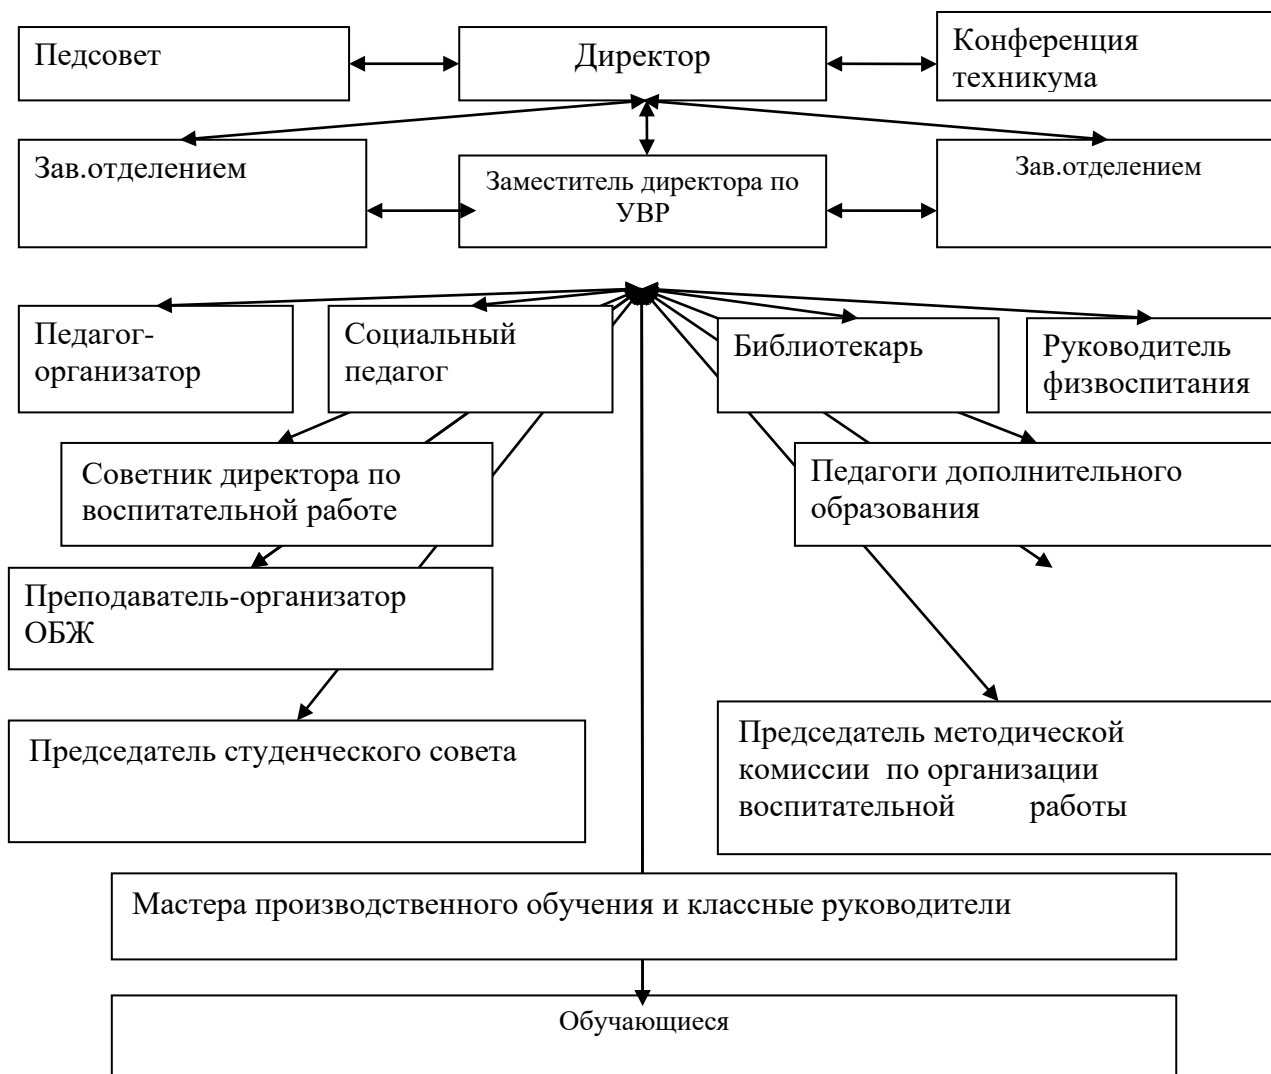 Педсовет
Директор
Конференция
техникума
Зав.отделением
Заместитель директора по
УВР
Зав.отделением
Педагог-
организатор
Социальный
педагог
Библиотекарь
Руководитель
физвоспитания
Советник директора по
воспитательной работе
Педагоги дополнительного
образования
Преподаватель-организатор
ОБЖ
Председатель студенческого совета
Председатель методической
комиссии по организации
воспитательной работы
Мастера производственного обучения и классные руководители
Обучающиеся